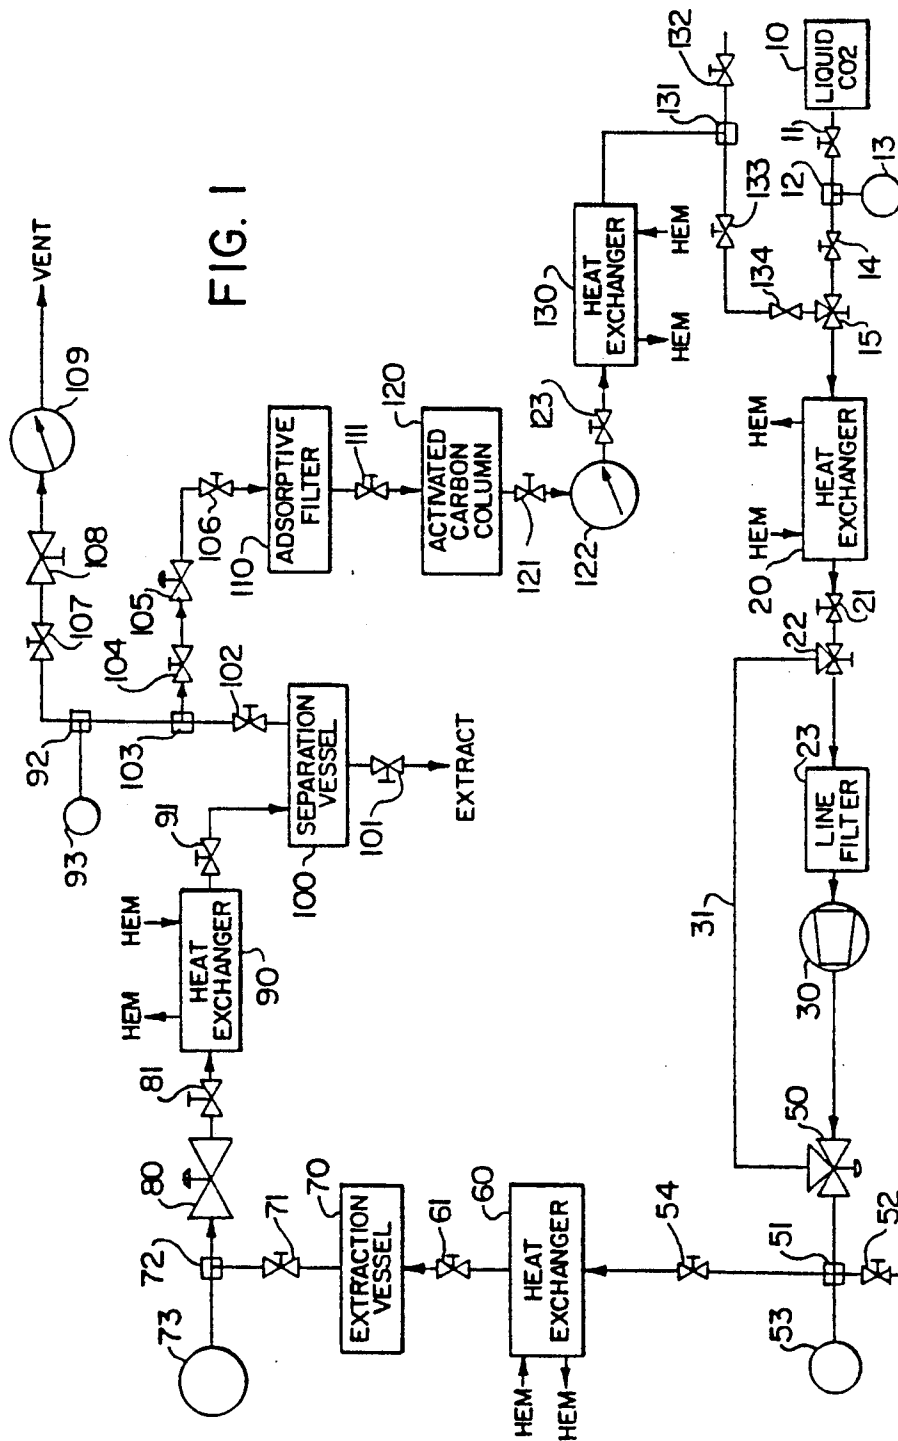 FIG. 1
VENT
109
108
107
92
93
103
104
105
106
102
110
ADSORPTIVE
FILTER
111
120
ACTIVATED
CARBON
COLUMN
121
122
123
130
HEAT
EXCHANGER
HEM
HEM
131
132
133
134
10
LIQUID
CO2
11
12
13
14
15
20
HEAT
EXCHANGER
HEM
HEM
21
22
23
LINE
FILTER
30
31
50
51
52
53
54
60
HEAT
EXCHANGER
HEM
HEM
61
70
EXTRACTION
VESSEL
71
72
73
80
81
HEAT
EXCHANGER
90
HEM
HEM
91
100
SEPARATION
VESSEL
101
EXTRACT